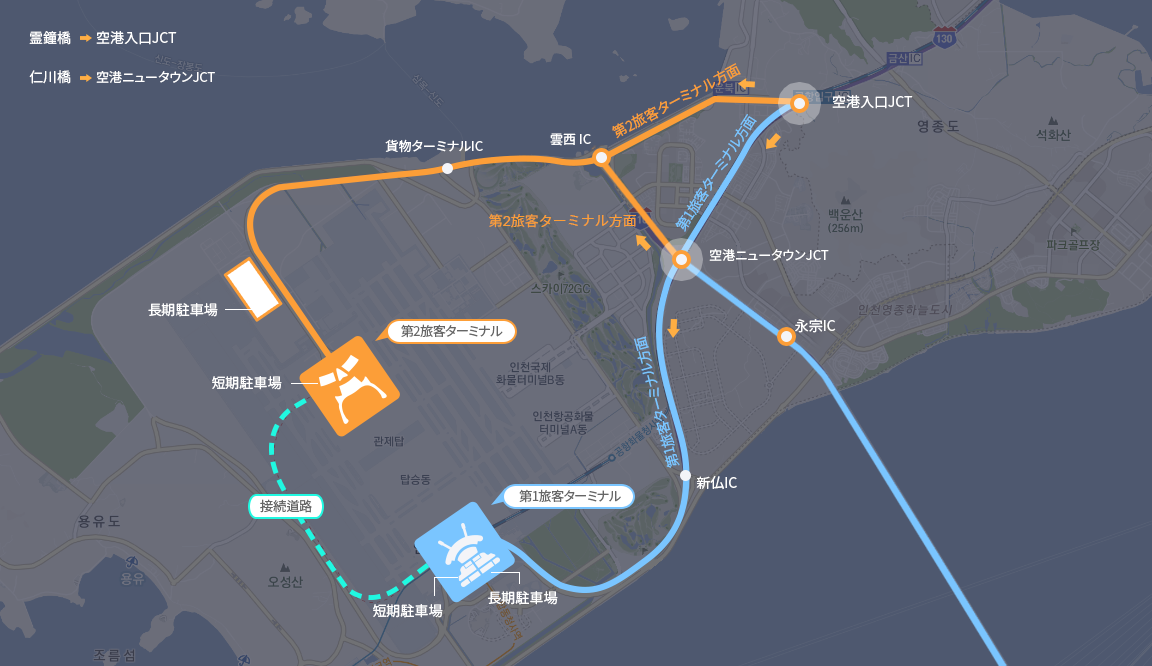 霊鐘橋 ➡ 空港入口JCT
仁川橋 ➡ 空港ニュータウンJCT
130
금산IC
空港入口JCT
영종도
석화산
第2旅客ターミナル方面
雲西 IC
貨物ターミナルIC
第1旅客ターミナル方面
第2旅客ターミナル方面
백운산
(256m)
파크골프장
空港ニュータウンJCT
스카이72GC
인천영종하늘도시
長期駐車場
永宗IC
第2旅客ターミナル
第1旅客ターミナル方面
인천국제
화물터미널B동
短期駐車場
인천항공화물
터미널A동
관제탑
탑승동
공항화물청사
新仏IC
第1旅客ターミナル
接続道路
용유도
용유
오성산
短期駐車場
長期駐車場
조름섬